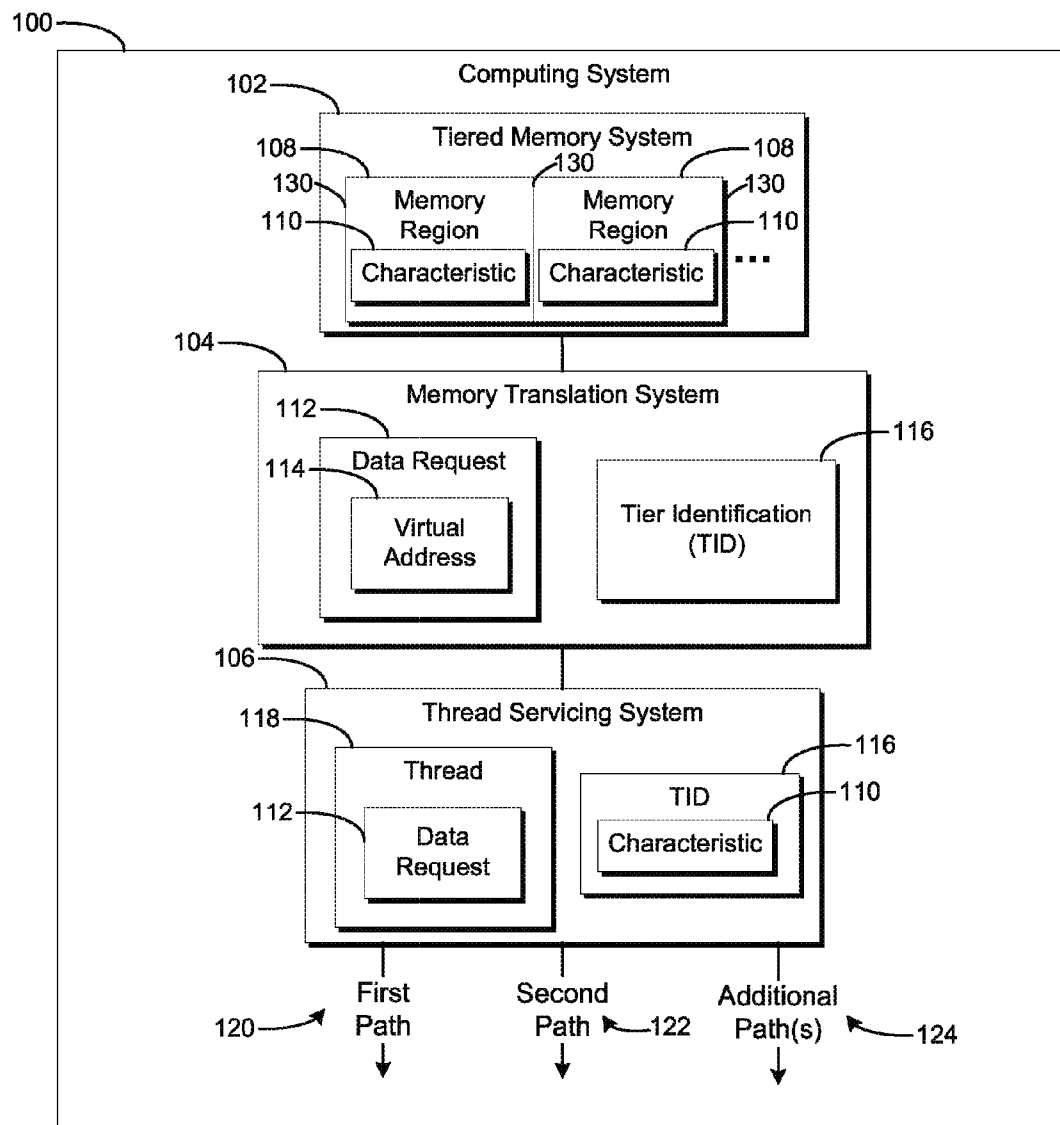 100
Computing System
102
Tiered Memory System
108
130
108
130
130
Memory
Region
Memory
Region
110
110
Characteristic
Characteristic
...
104
Memory Translation System
112
116
Data Request
114
Virtual
Address
Tier Identification
(TID)
106
Thread Servicing System
118
116
Thread
TID
110
112
Data
Request
Characteristic
First
Path
Second
Path
Additional
Path(s)
120
122
124